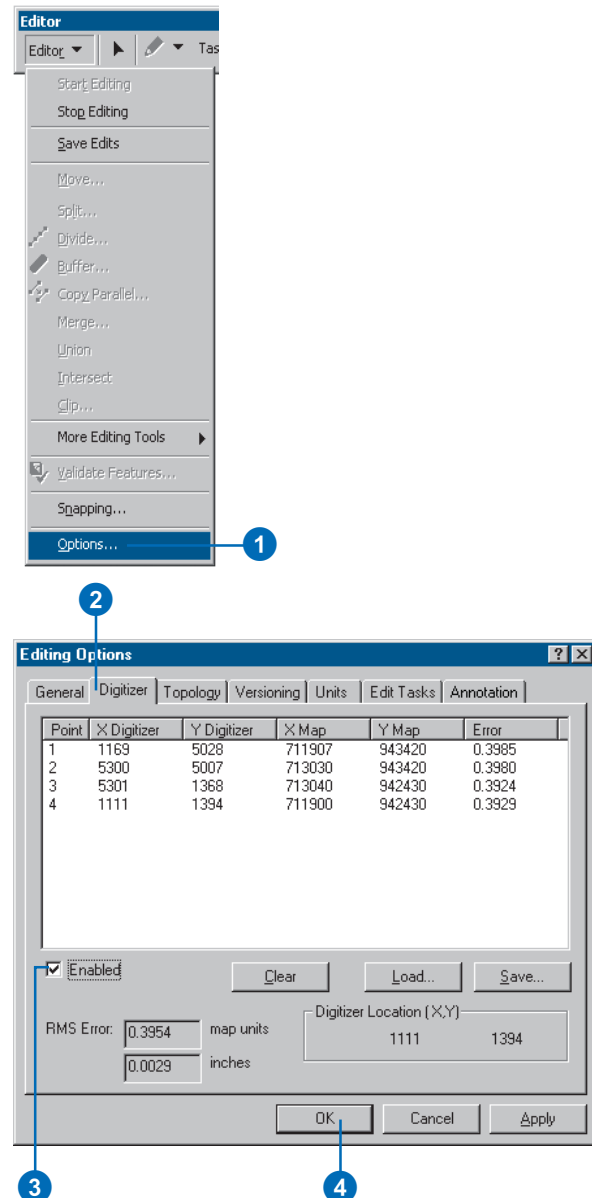 Editor
Editor Tas
Start Editing
Stop Editing
Save Edits
Move...
Split...
Divide...
Buffer...
Copy Parallel...
Merge...
Union
Intersect
Clip...
More Editing Tools
Validate Features...
Snapping...
Options... 1
2
Editing Options
General Digitizer Topology Versioning Units Edit Tasks Annotation
Point X Digitizer Y Digitizer X Map Y Map Error
1 1169 5028 711907 943420 0.3985
2 5300 5007 713030 943420 0.3980
3 5301 1368 713040 942430 0.3924
4 1111 1394 711900 942430 0.3929
Enabled Clear Load... Save...
Digitizer Location (X,Y)
RMS Error: 0.3954 map units 1111 1394
0.0029 inches
OK Cancel Apply
3 4